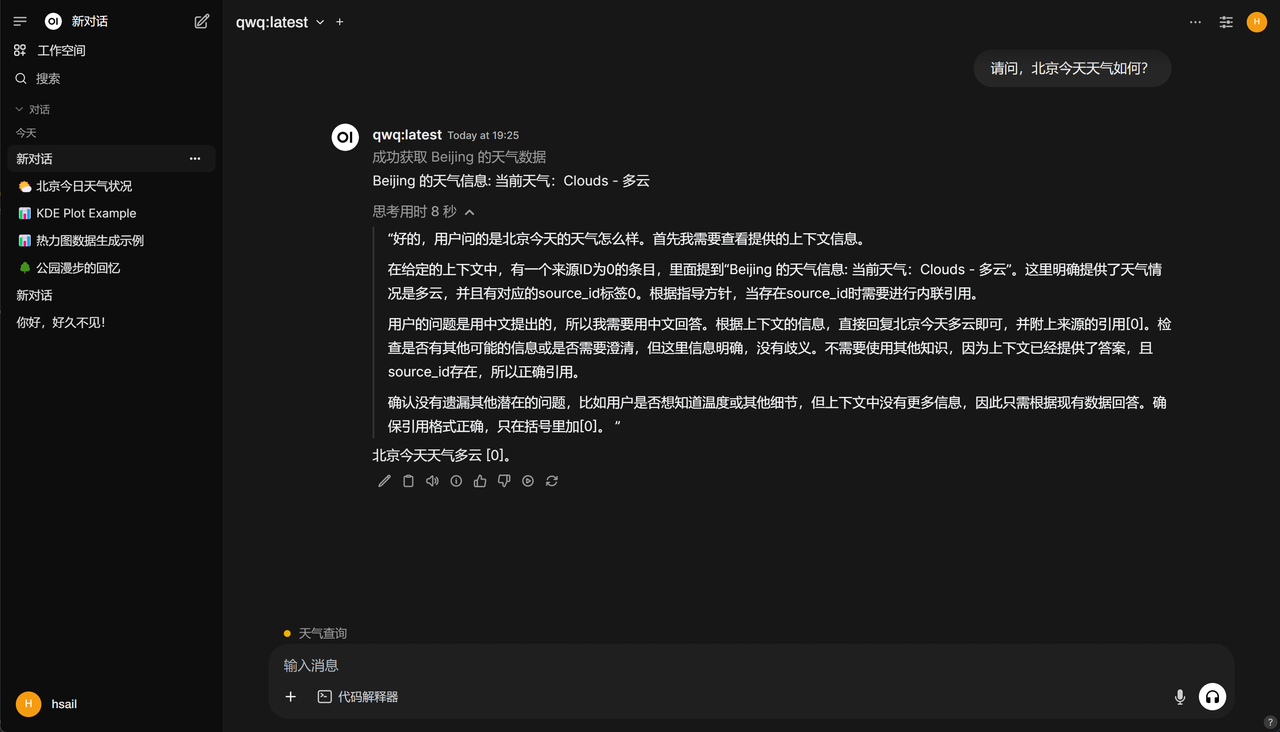 OI 新对话
工作空间
搜索
对话
今天
新对话
北京今日天气状况
KDE Plot Example
热力图数据生成示例
公园漫步的回忆
新对话
你好，好久不见！
H hsail
qwq:latest
H
请问，北京今天天气如何？
OI qwq:latest Today at 19:25
成功获取 Beijing 的天气数据
Beijing 的天气信息: 当前天气：Clouds - 多云
思考用时 8 秒
“好的，用户问的是北京今天的天气怎么样。首先我需要查看提供的上下文信息。
在给定的上下文中，有一个来源ID为0的条目，里面提到“Beijing 的天气信息: 当前天气：Clouds - 多云”。这里明确提供了天气情
况是多云，并且有对应的source_id标签0。根据指导方针，当存在source_id时需要进行内联引用。
用户的问题是用中文提出的，所以我需要用中文回答。根据上下文的信息，直接回复北京今天多云即可，并附上来源的引用[0]。检
查是否有其他可能的信息或是否需要澄清，但这里信息明确，没有歧义。不需要使用其他知识，因为上下文已经提供了答案，且
source_id存在，所以正确引用。
确认没有遗漏其他潜在的问题，比如用户是否想知道温度或其他细节，但上下文中没有更多信息，因此只需根据现有数据回答。确
保引用格式正确，只在括号里加[0]。 “
北京今天天气多云 [0]。
天气查询
输入消息
代码解释器
?